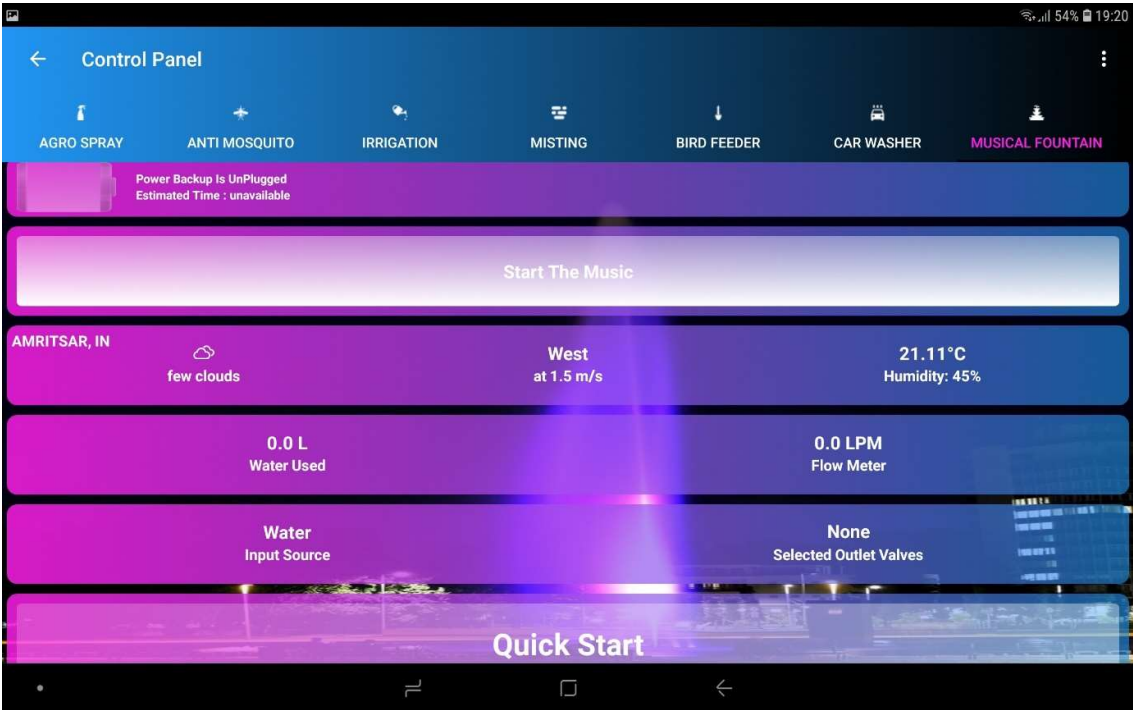 54% 19:20
Control Panel
AGRO SPRAY ANTI MOSQUITO IRRIGATION MISTING BIRD FEEDER CAR WASHER MUSICAL FOUNTAIN
Power Backup Is UnPlugged
Estimated Time : unavailable
Start The Music
AMRITSAR, IN
few clouds
West
at 1.5 m/s
21.11°C
Humidity: 45%
0.0 L
Water Used
0.0 LPM
Flow Meter
Water
Input Source
None
Selected Outlet Valves
Quick Start